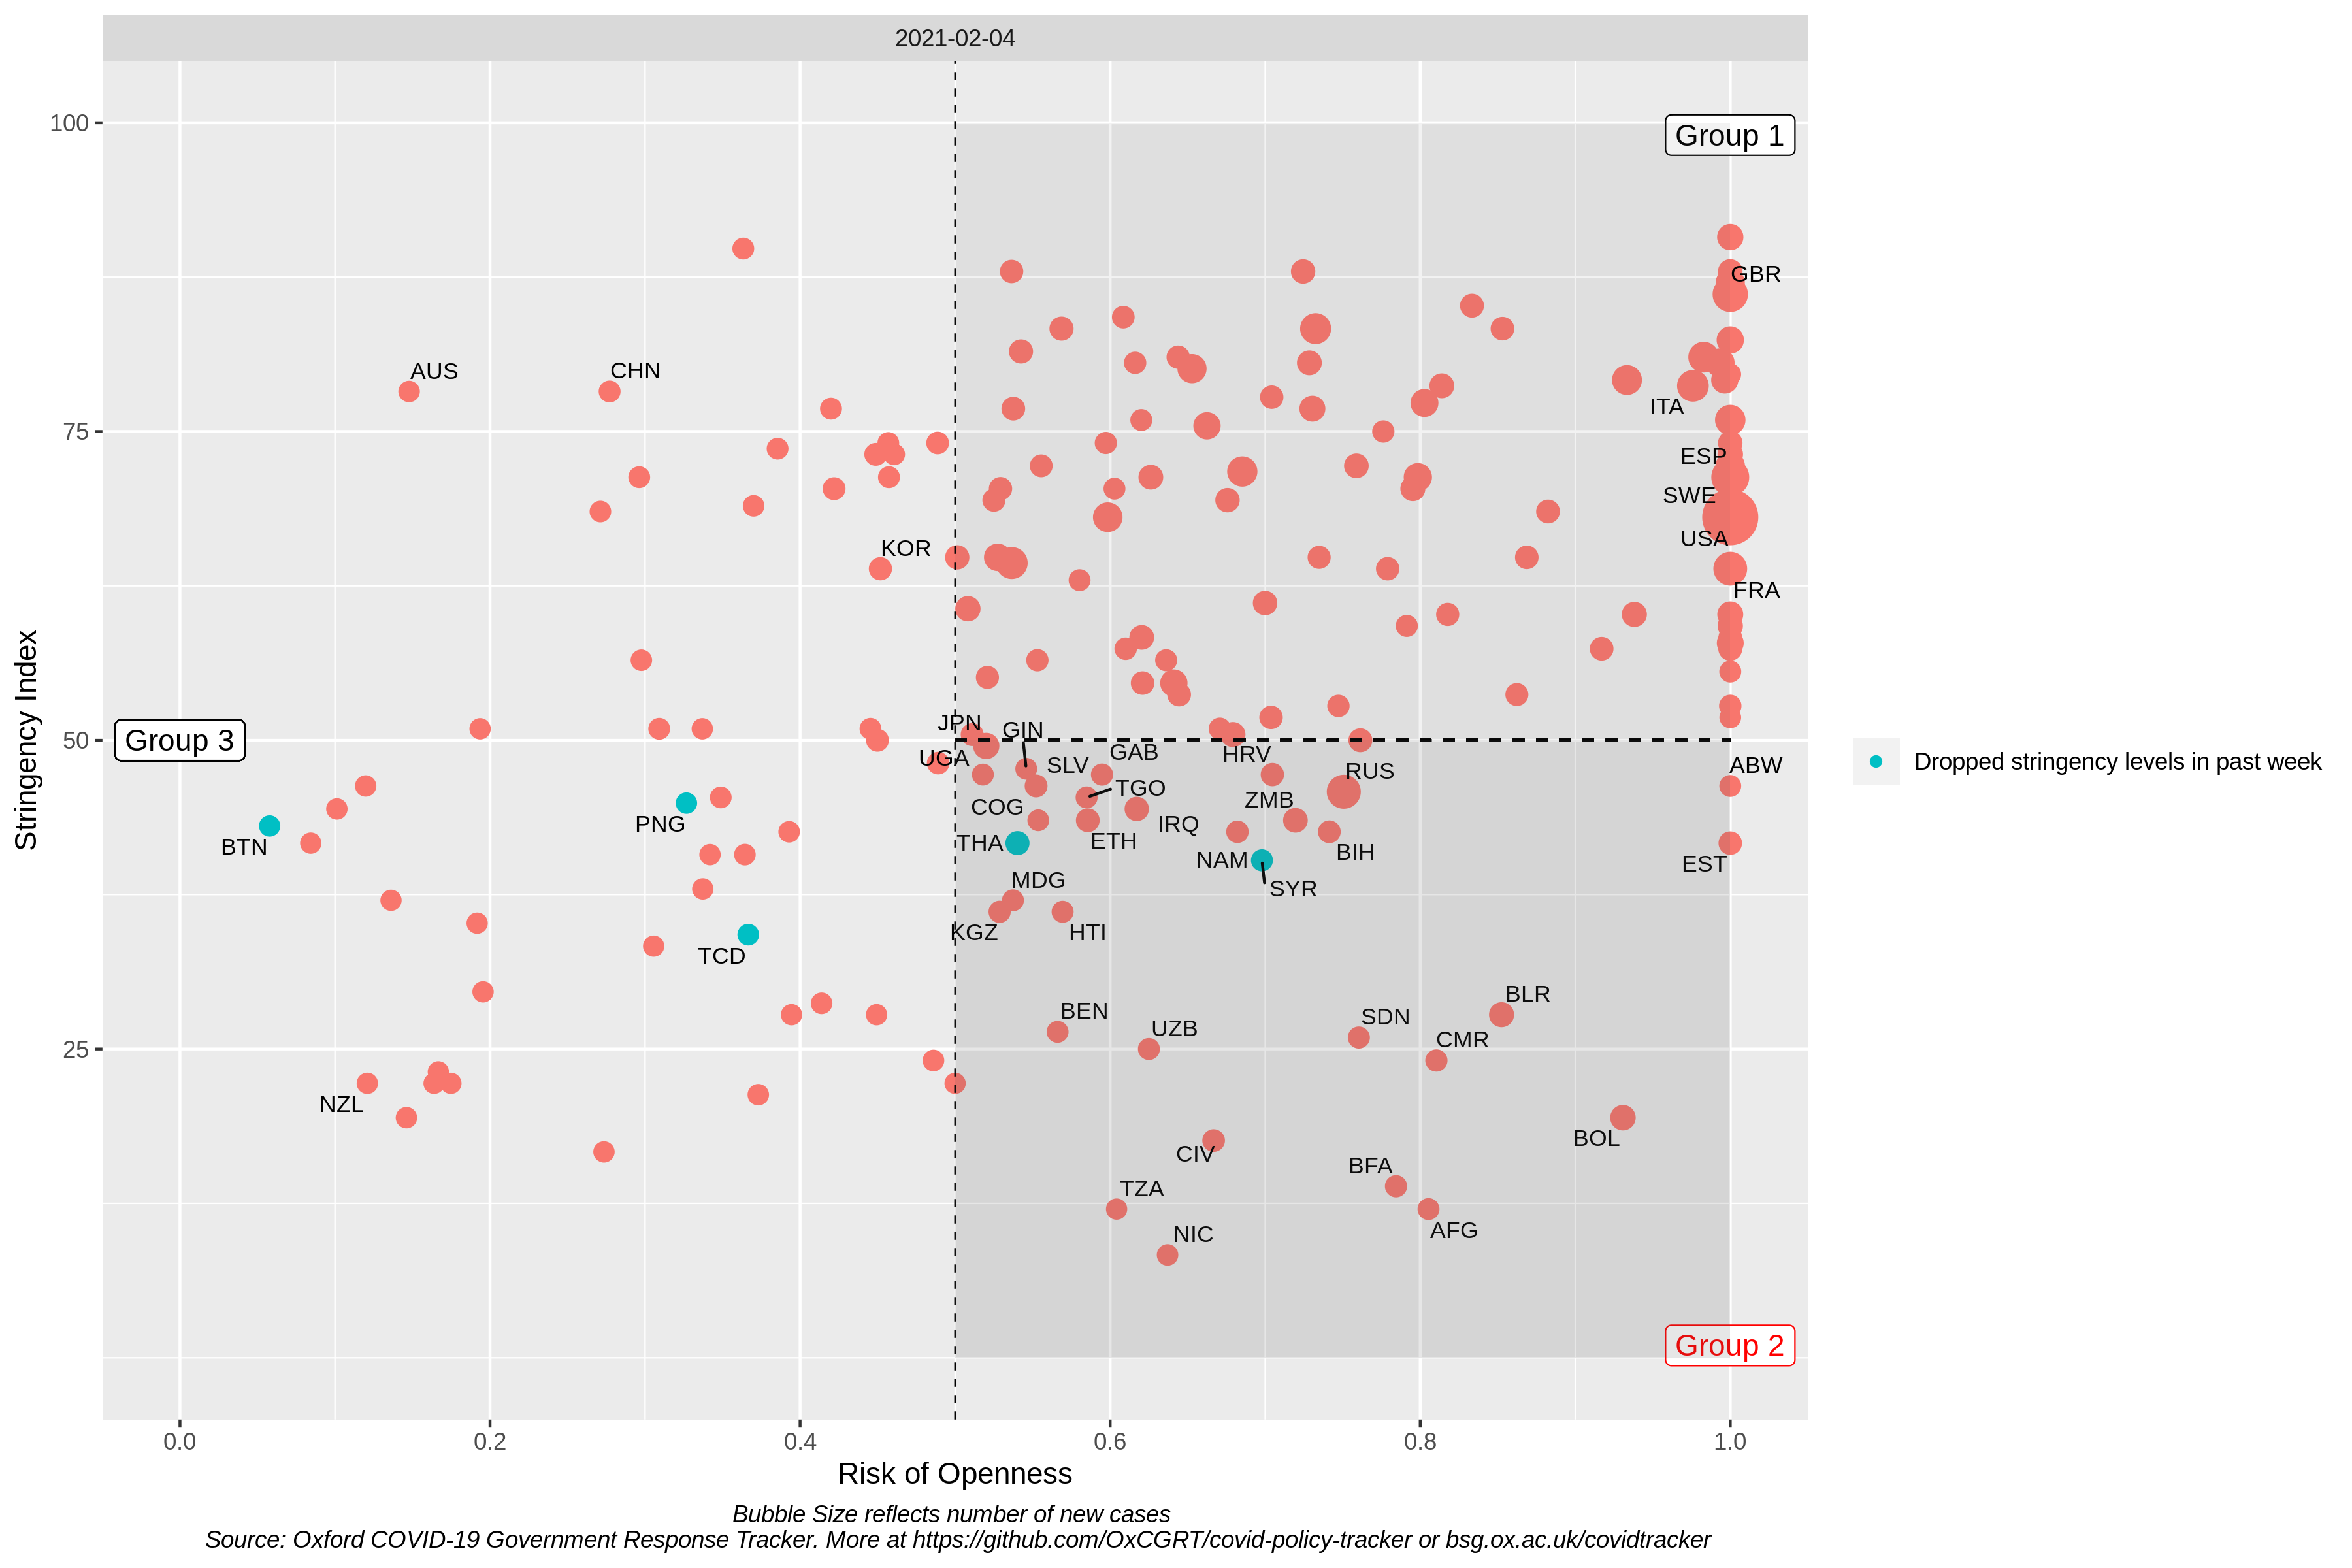 2021-02-04
100
Group 1
GBR
AUS
CHN
ITA
75
ESP
SWE
USA
KOR
FRA
Stringency Index
JPN
GIN
50
Group 3
UGA
SLV
GAB
HRV
RUS
ABW
Dropped stringency levels in past week
TGO
ZMB
COG
PNG
IRQ
BTN
THA
ETH
NAM
BIH
EST
MDG
SYR
KGZ
HTI
TCD
BEN
UZB
SDN
BLR
CMR
25
NZL
BOL
CIV
BFA
TZA
AFG
NIC
Group 2
0.0 0.2 0.4 0.6 0.8 1.0
Risk of Openness
Bubble Size reflects number of new cases
Source: Oxford COVID-19 Government Response Tracker. More at https://github.com/OxCGRT/covid-policy-tracker or bsg.ox.ac.uk/covidtracker